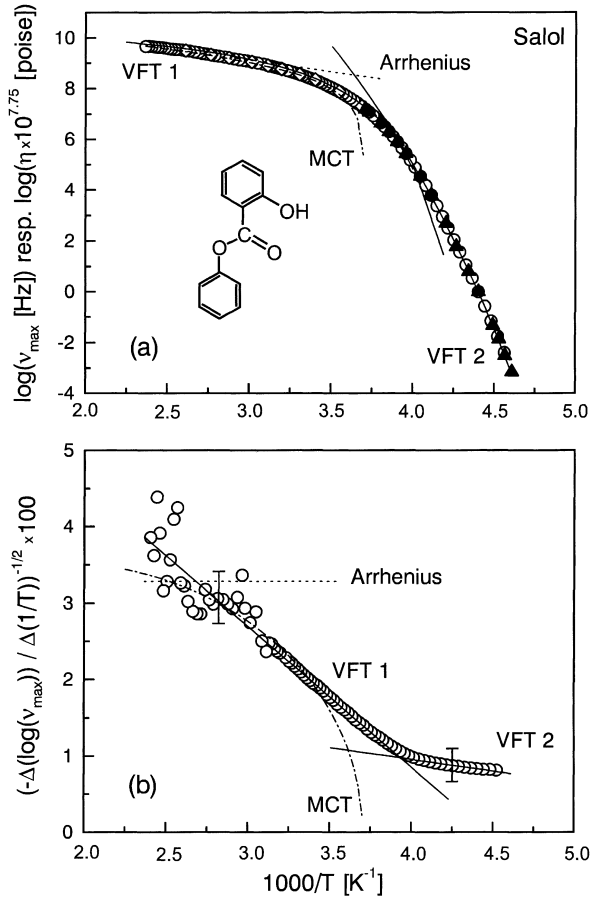 log(ν_max [Hz]) resp. log(η×10^7.75 [poise])
10
8
6
4
2
0
-2
-4
Salol
VFT 1
Arrhenius
MCT
OH
C
O
O
(a)
VFT 2
2.0 2.5 3.0 3.5 4.0 4.5 5.0
(-Δ(log(ν_max)) / Δ(1/T))^-1/2 ×100
5
4
3
2
1
0
Arrhenius
VFT 1
VFT 2
(b)
MCT
2.0 2.5 3.0 3.5 4.0 4.5 5.0
1000/T [K^-1]